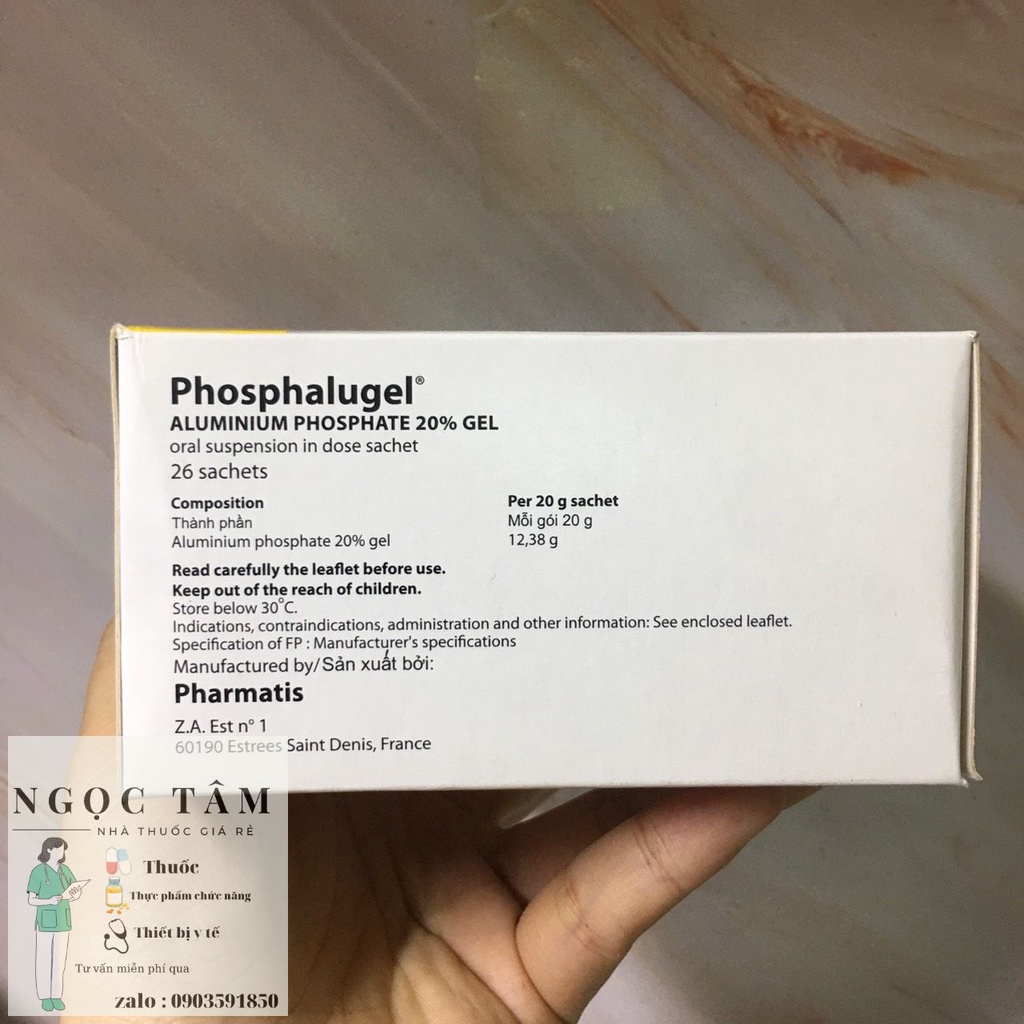 Phosphalugel®
ALUMINIUM PHOSPHATE 20% GEL
oral suspension in dose sachet
26 sachets
Composition Per 20 g sachet
Thành phần Mỗi gói 20 g
Aluminium phosphate 20% gel 12,38 g
Read carefully the leaflet before use.
Keep out of the reach of children.
Store below 30°C.
Indications, contraindications, administration and other information: See enclosed leaflet.
Specification of FP : Manufacturer's specifications
Manufactured by/Sản xuất bởi:
Pharmatis
Z.A. Est n° 1
60190 Estrees Saint Denis, France
NGỌC TÂM
NHÀ THUỐC GIÁ RẺ
Thuốc
Thực phẩm chức năng
Thiết bị y tế
Tư vấn miễn phí qua
zalo : 0903591850